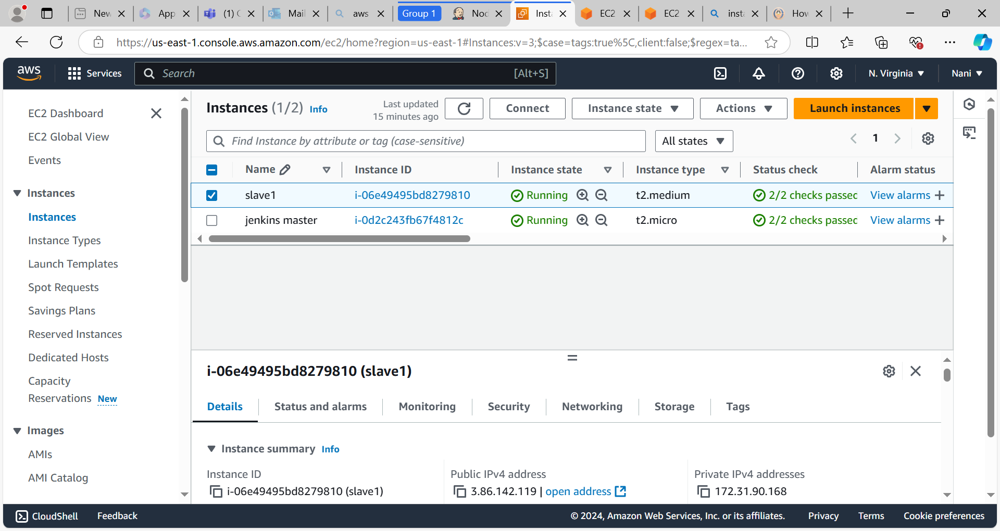 New
App
(1) C
Mail
aws
Group 1
Nod
Inst
EC2
EC2
inst
How
https://us-east-1.console.aws.amazon.com/ec2/home?region=us-east-1#Instances:v=3;$case=tags:true%5C,client:false;$regex=ta...
aws
Services
Search
[Alt+S]
N. Virginia
Nani
EC2 Dashboard
EC2 Global View
Events
Instances
Instances
Instance Types
Launch Templates
Spot Requests
Savings Plans
Reserved Instances
Dedicated Hosts
Capacity
Reservations New
Images
AMIs
AMI Catalog
Instances (1/2) Info
Last updated
15 minutes ago
Connect
Instance state
Actions
Launch instances
Find Instance by attribute or tag (case-sensitive)
All states
1
Name Instance ID Instance state Instance type Status check Alarm status
slave1 i-06e49495bd8279810 Running t2.medium 2/2 checks passed View alarms
jenkins master i-0d2c243fb67f4812c Running t2.micro 2/2 checks passed View alarms
i-06e49495bd8279810 (slave1)
Details Status and alarms Monitoring Security Networking Storage Tags
Instance summary Info
Instance ID
i-06e49495bd8279810 (slave1)
Public IPv4 address
3.86.142.119 | open address
Private IPv4 addresses
172.31.90.168
CloudShell Feedback © 2024, Amazon Web Services, Inc. or its affiliates. Privacy Terms Cookie preferences